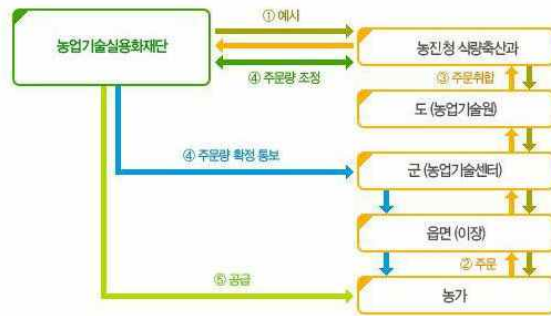 ① 예시
농업기술실용화재단
농진청 식량축산과
④ 주문량 조정
③ 주문취합
도 (농업기술원)
④ 주문량 확정 통보
군 (농업기술센터)
읍면 (이장)
② 주문
⑤ 공급
농가